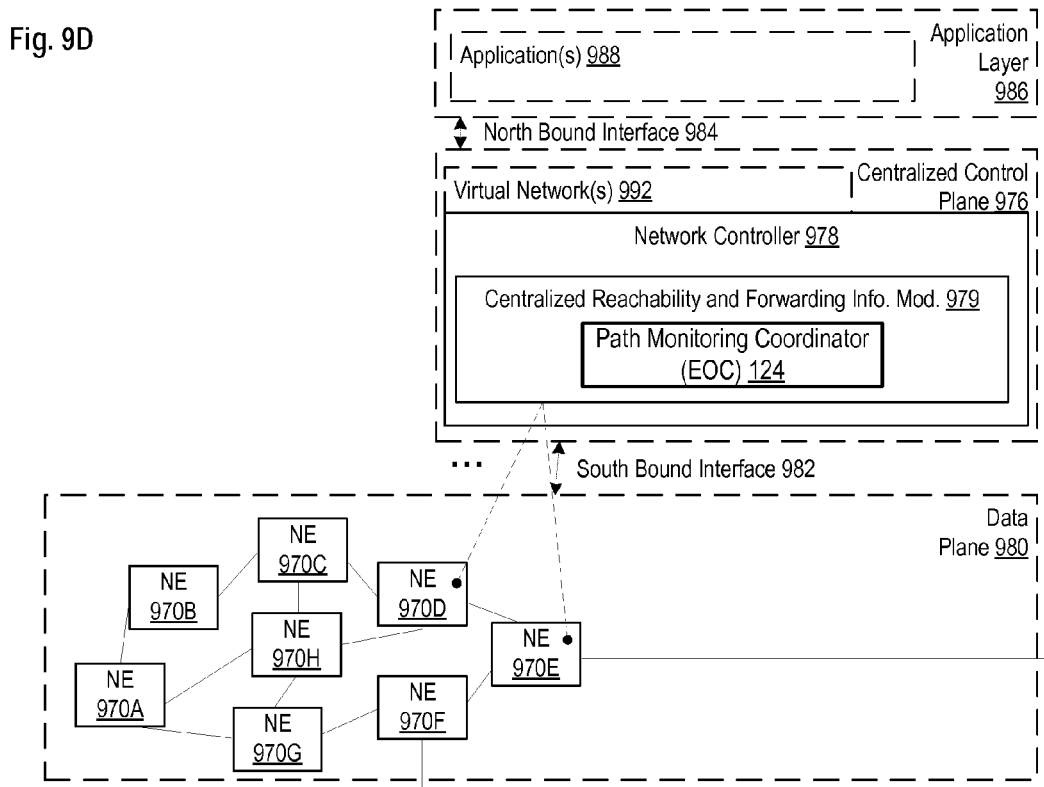 Fig. 9D
Application(s) 988
Application
Layer
986
North Bound Interface 984
Virtual Network(s) 992
Centralized Control
Plane 976
Network Controller 978
Centralized Reachability and Forwarding Info. Mod. 979
Path Monitoring Coordinator
(EOC) 124
...
South Bound Interface 982
Data
Plane 980
NE
970C
NE
970B
NE
970D
NE
970H
NE
970E
NE
970A
NE
970F
NE
970G